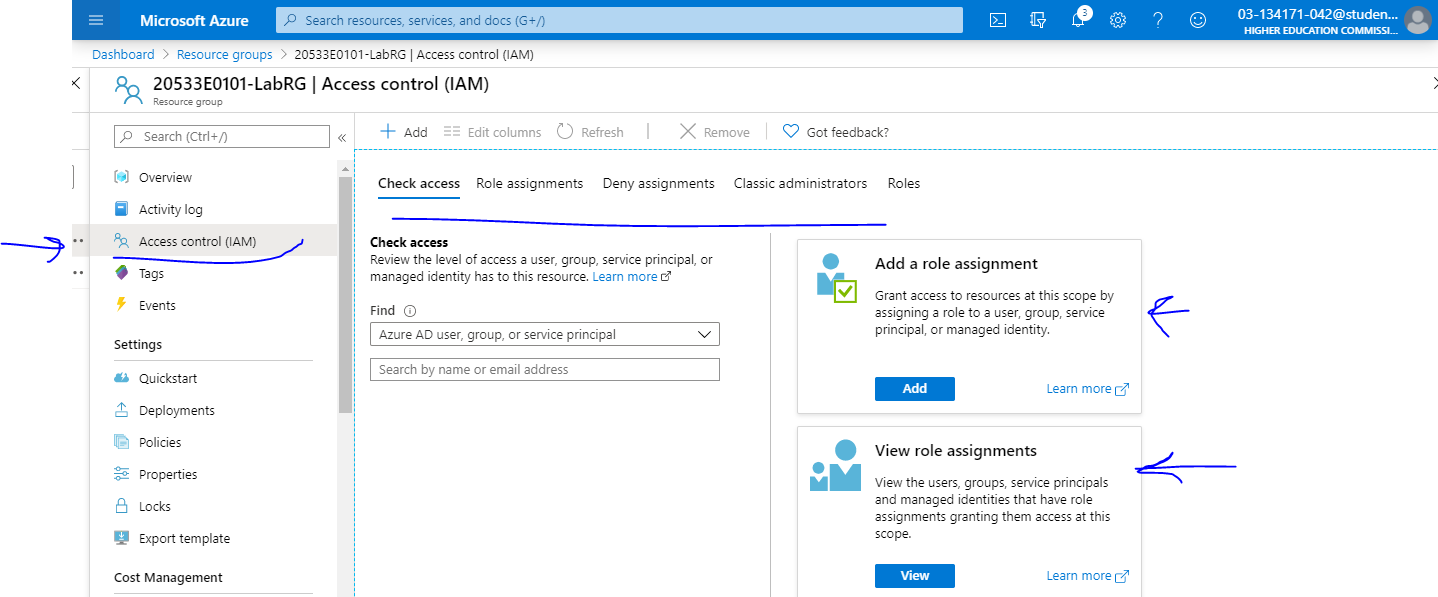 Microsoft Azure
Search resources, services, and docs (G+/)
3
03-134171-042@studen...
HIGHER EDUCATION COMMISSI...
Dashboard > Resource groups > 20533E0101-LabRG | Access control (IAM)
20533E0101-LabRG | Access control (IAM)
Resource group
Search (Ctrl+/)
Overview
Activity log
Access control (IAM)
Tags
Events
Settings
Quickstart
Deployments
Policies
Properties
Locks
Export template
Cost Management
Add
Edit columns
Refresh
Remove
Got feedback?
Check access
Role assignments
Deny assignments
Classic administrators
Roles
Check access
Review the level of access a user, group, service principal, or
managed identity has to this resource. Learn more
Find
Azure AD user, group, or service principal
Search by name or email address
Add a role assignment
Grant access to resources at this scope by
assigning a role to a user, group, service
principal, or managed identity.
Add
Learn more
View role assignments
View the users, groups, service principals
and managed identities that have role
assignments granting them access at this
scope.
View
Learn more